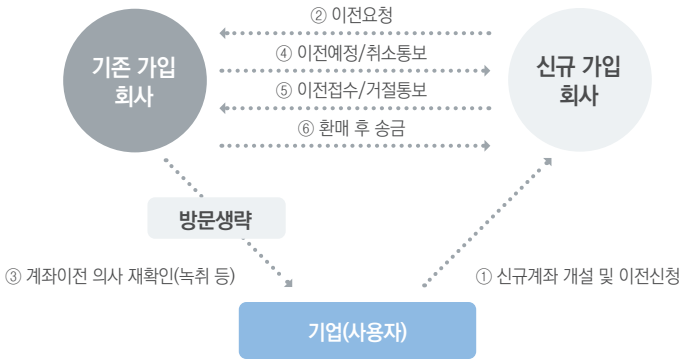 ② 이전요청
④ 이전예정/취소통보
⑤ 이전접수/거절통보
⑥ 환매 후 송금
기존 가입
회사
신규 가입
회사
방문생략
③ 계좌이전 의사 재확인(녹취 등)
① 신규계좌 개설 및 이전신청
기업(사용자)